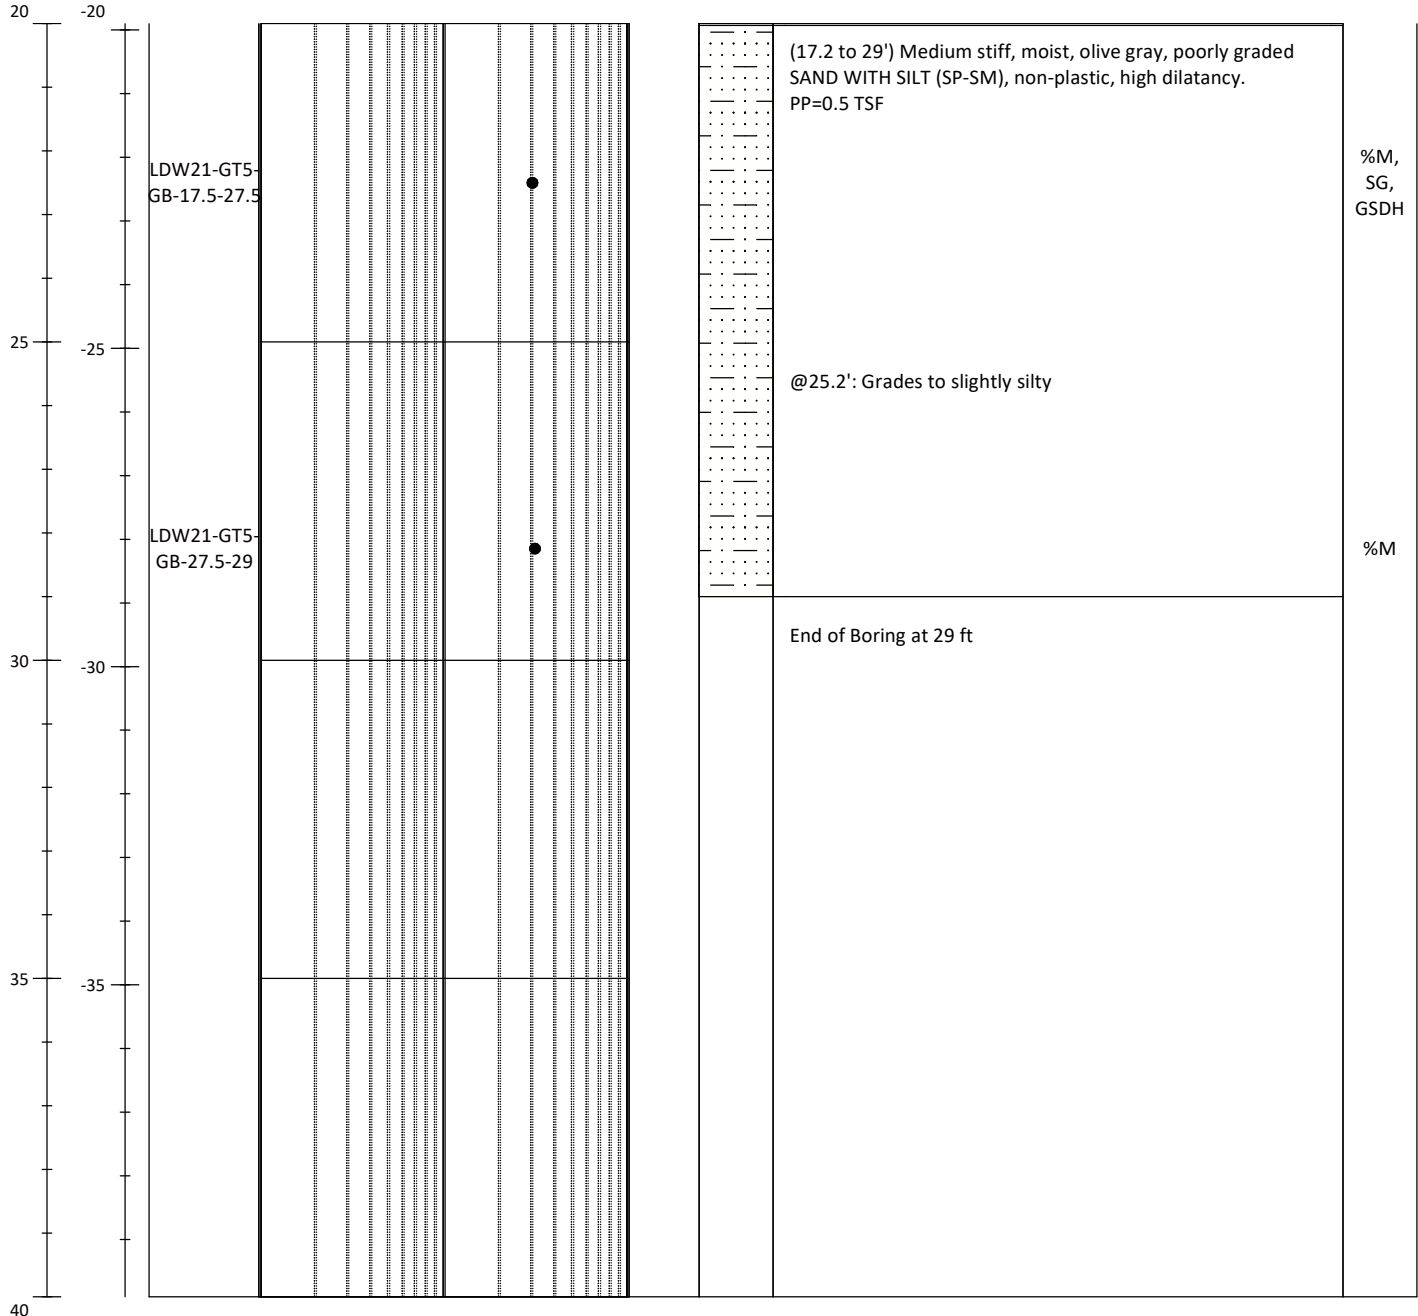 20
-20
(17.2 to 29') Medium stiff, moist, olive gray, poorly graded
SAND WITH SILT (SP-SM), non-plastic, high dilatancy.
PP=0.5 TSF
LDW21-GT5-
GB-17.5-27.5
%M,
SG,
GSDH
25
-25
@25.2': Grades to slightly silty
LDW21-GT5-
GB-27.5-29
%M
End of Boring at 29 ft
30
-30
35
-35
40